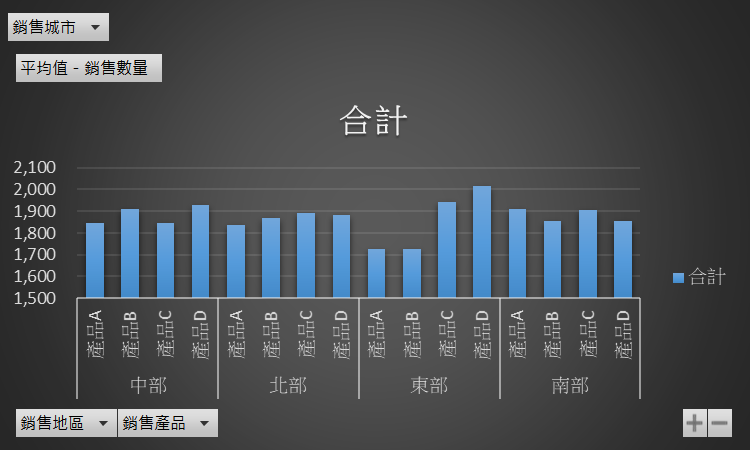 銷售城市
平均值 - 銷售數量
合計
2,100
2,000
1,900
1,800
1,700
1,600
1,500
產品A 產品B 產品C 產品D 產品A 產品B 產品C 產品D 產品A 產品B 產品C 產品D 產品A 產品B 產品C 產品D
中部 北部 東部 南部
合計
銷售地區 銷售產品